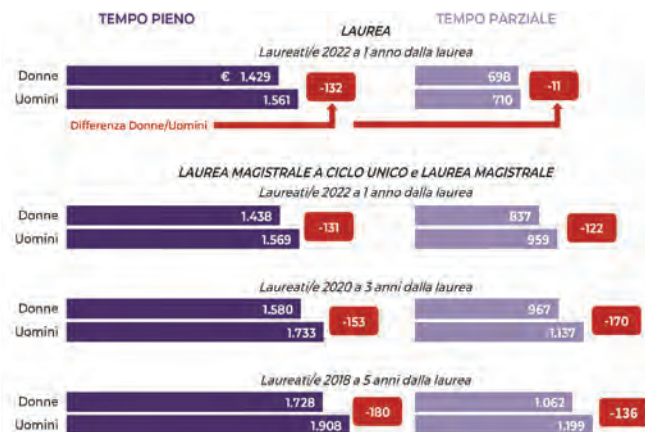 TEMPO PIENO TEMPO PARZIALE
LAUREA
Laureati/e 2022 a 1 anno dalla laurea
Donne € 1.429 698
-132 -11
Uomini 1.561 710
Differenza Donne/Uomini
LAUREA MAGISTRALE A CICLO UNICO e LAUREA MAGISTRALE
Laureati/e 2022 a 1 anno dalla laurea
Donne 1.438 837
-131 -122
Uomini 1.569 959
Laureati/e 2020 a 3 anni dalla laurea
Donne 1.580 967
-153 -170
Uomini 1.733 1.137
Laureati/e 2018 a 5 anni dalla laurea
Donne 1.728 1.062
-180 -136
Uomini 1.908 1.199